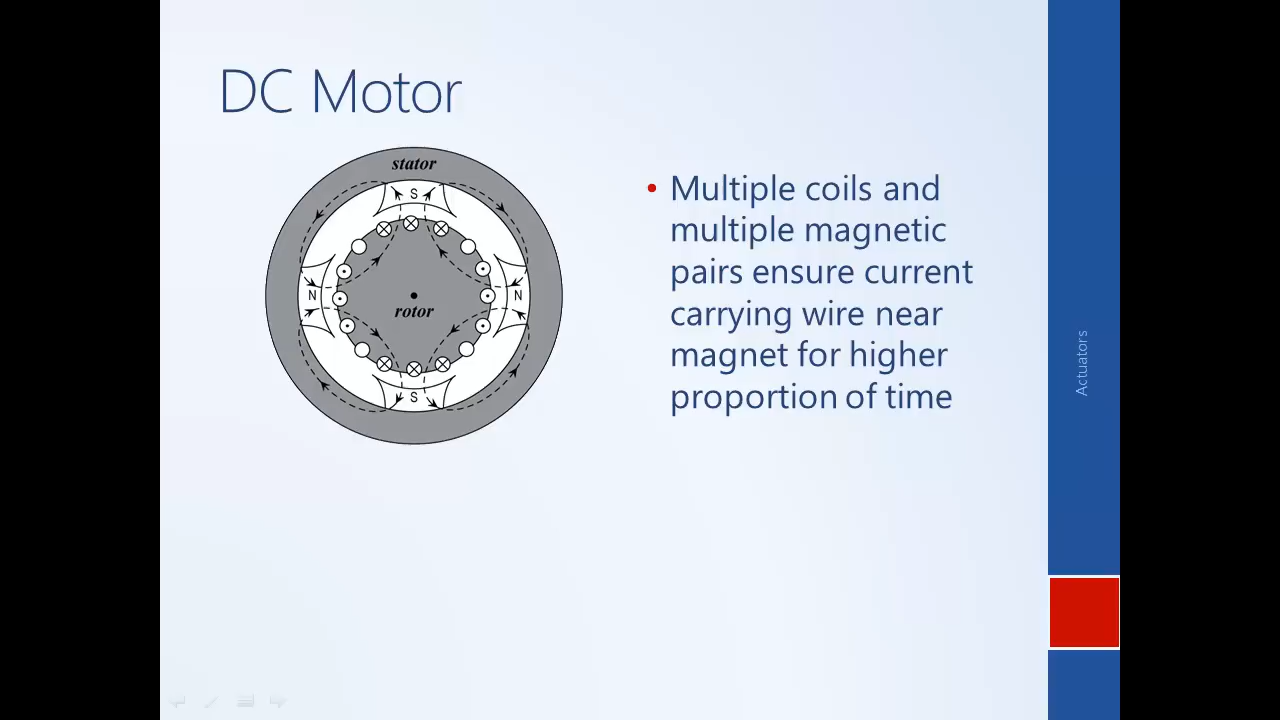 DC Motor
stator
S
N
N
rotor
S
• Multiple coils and
multiple magnetic
pairs ensure current
carrying wire near
magnet for higher
proportion of time
Actuators